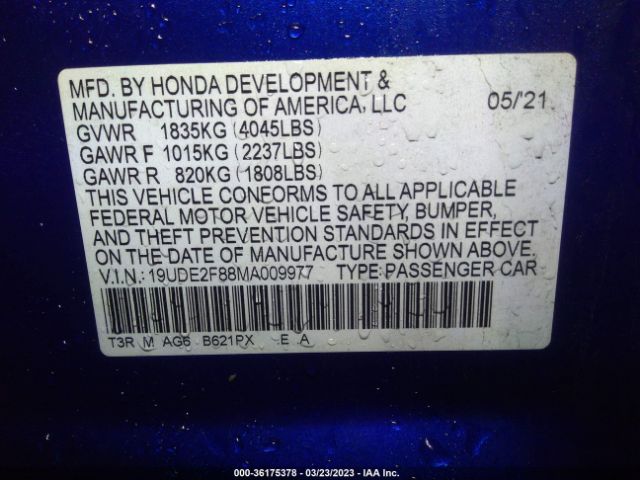 MFD. BY HONDA DEVELOPMENT &
MANUFACTURING OF AMERICA, LLC 05/'21
GVWR 1835KG (4045LBS)
GAWR F 1015KG (2237LBS)
GAWR R 820KG (1808LBS)
THIS VEHICLE CONFORMS TO ALL APPLICABLE
FEDERAL MOTOR VEHICLE SAFETY, BUMPER,
AND THEFT PREVENTION STANDARDS IN EFFECT
ON THE DATE OF MANUFACTURE SHOWN ABOVE.
V.I.N.: 19UDE2F88MA009977 TYPE: PASSENGER CAR
T3R M AG6 B621PX E A
000-36175378 - 03/23/2023 - IAA Inc.